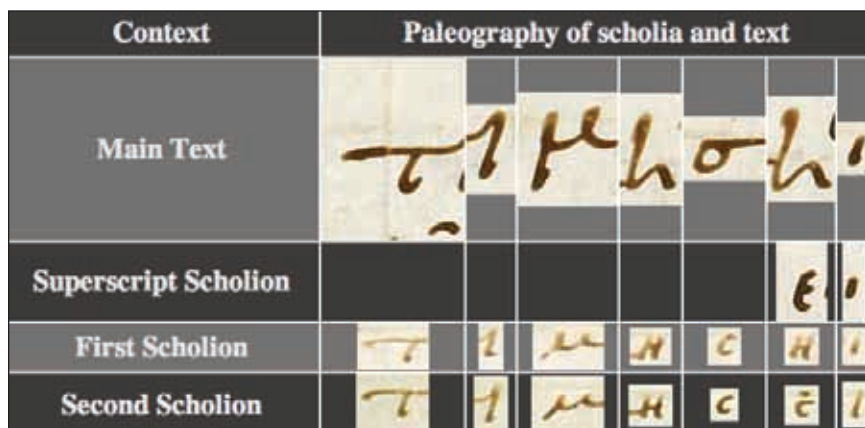 Context Paleography of scholia and text
Main Text τ ι μ η σ η ι
Superscript Scholion ε ι
First Scholion τ ι μ η ϲ η ι
Second Scholion τ ι μ η ϲ ε ι